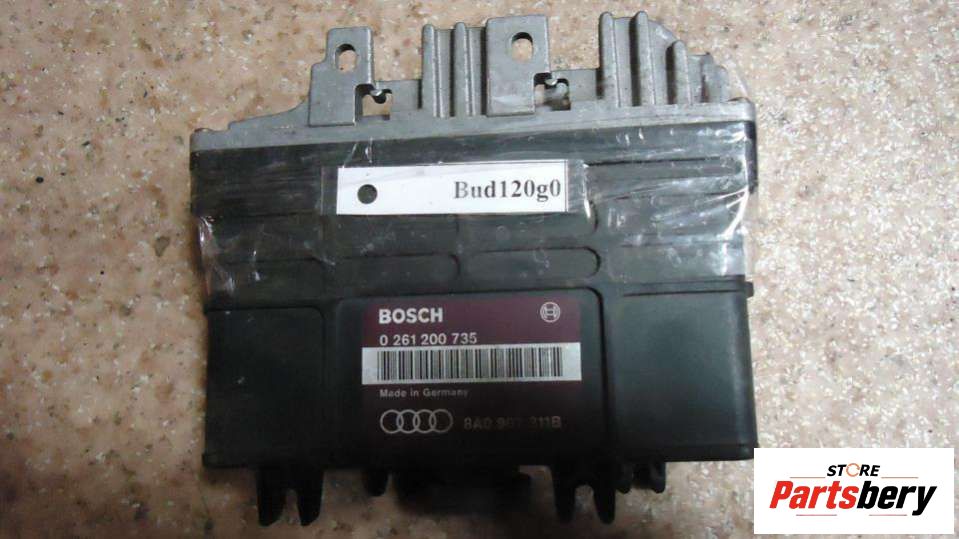 Bud120g0
BOSCH
0 261 200 735
Made in Germany
8A0 907 311B
STORE
Partsbery